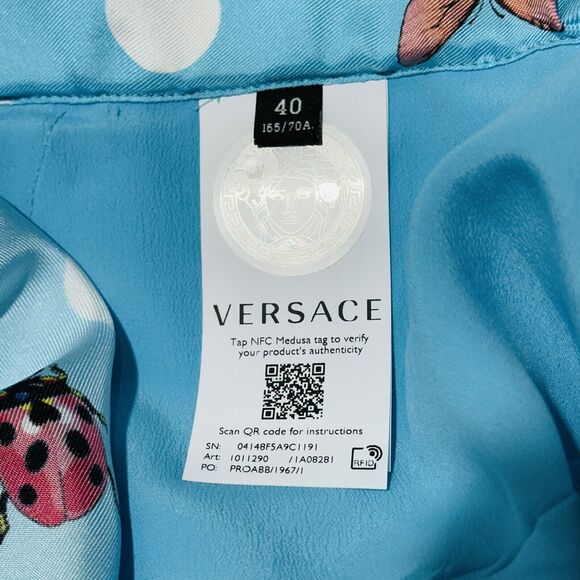 40
165/70A.
VERSACE
Tap NFC Medusa tag to verify
your product's authenticity
Scan QR code for instructions
SN: 04148F5A9C1191
Art: 1011290 /1A08281
PO: PROABB/1967/1
RFID